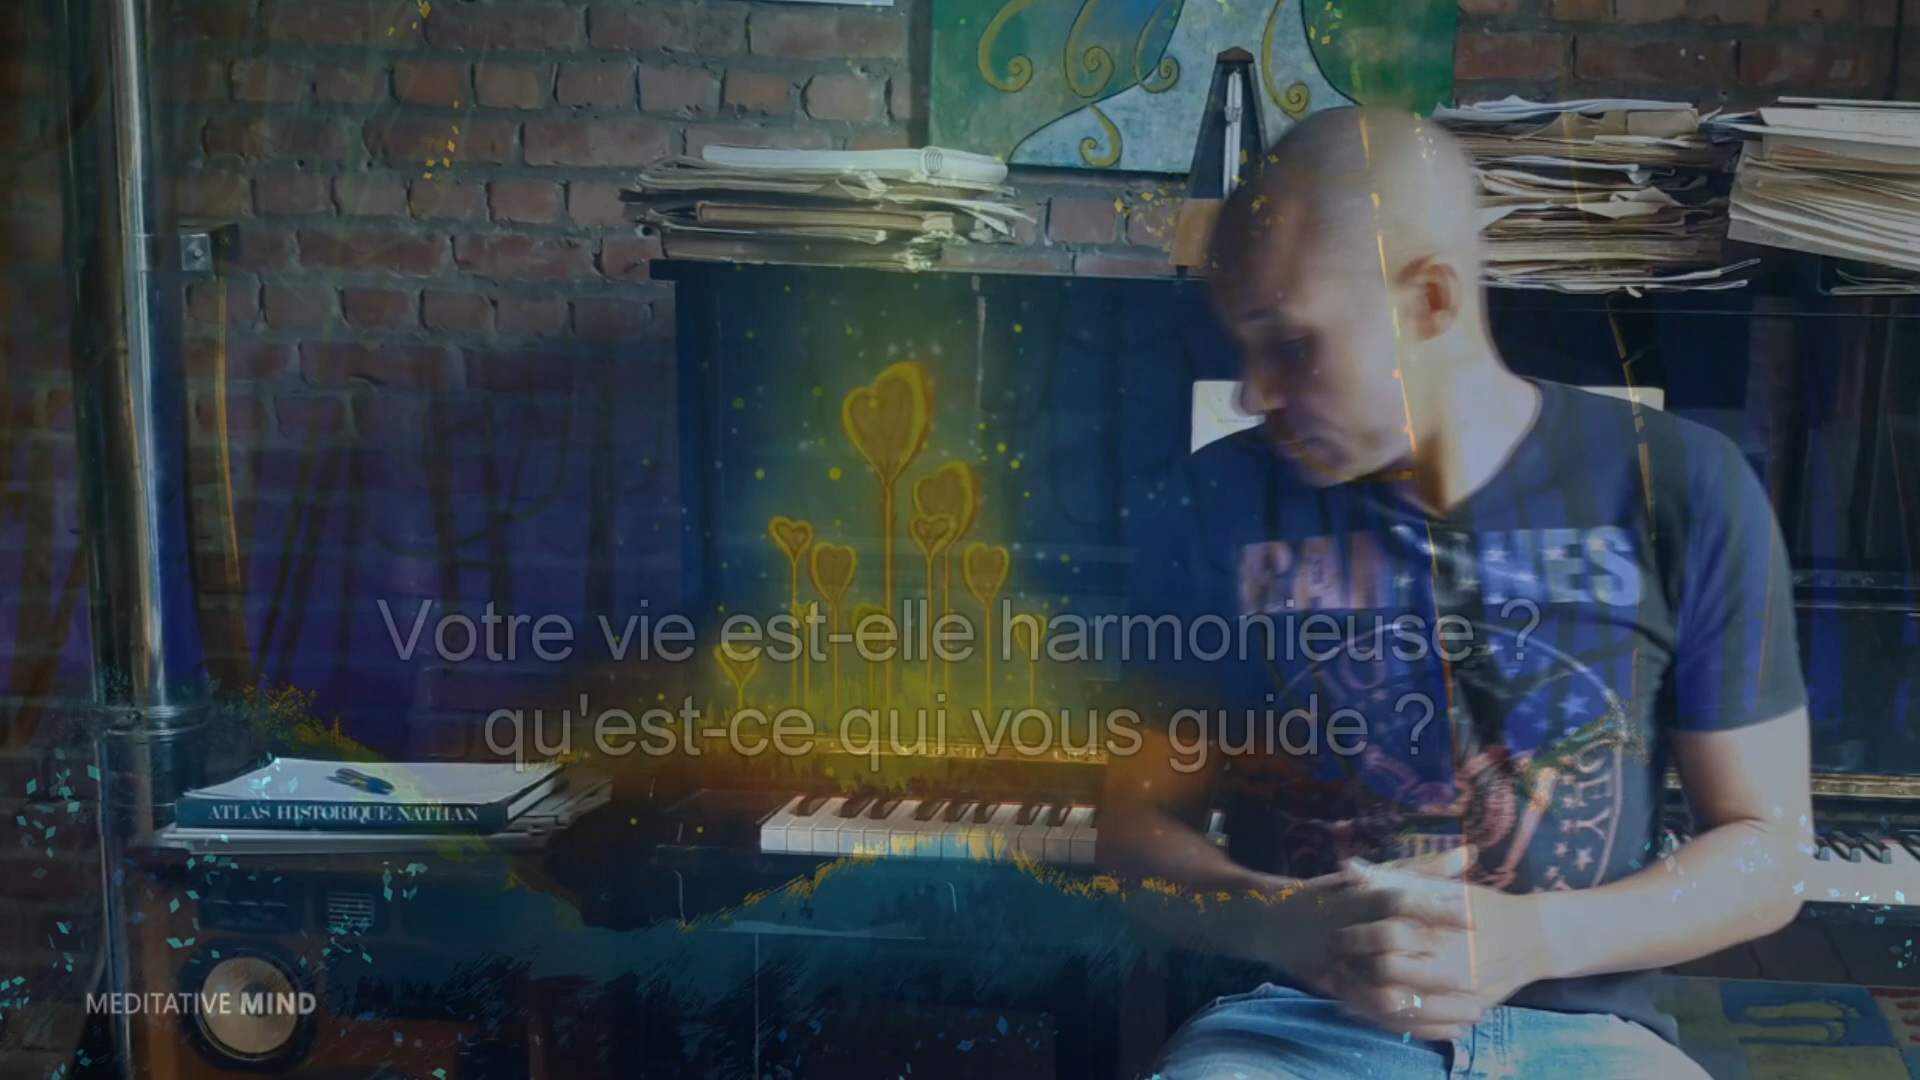 Votre vie est-elle harmonieuse ?
qu'est-ce qui vous guide ?
ATLAS HISTORIQUE NATHAN
MEDITATIVE MIND